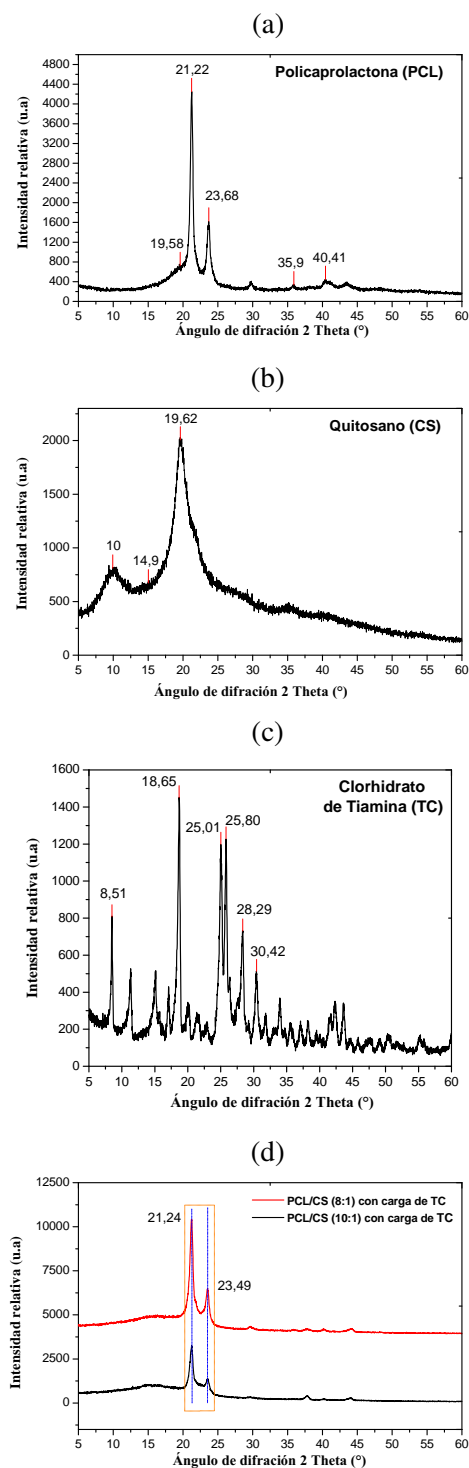 (a)
Policaprolactona (PCL)
21,22
23,68
19,58
35,9
40,41
4800
4400
4000
3600
3200
2800
2400
2000
1600
1200
800
400
0
Intensidad relativa (u.a)
5 10 15 20 25 30 35 40 45 50 55 60
Ángulo de difración 2 Theta (°)
(b)
Quitosano (CS)
19,62
10
14,9
2000
1500
1000
500
0
Intensidad relativa (u.a)
5 10 15 20 25 30 35 40 45 50 55 60
Ángulo de difración 2 Theta (°)
(c)
Clorhidrato
de Tiamina (TC)
18,65
25,01
25,80
8,51
28,29
30,42
1600
1400
1200
1000
800
600
400
200
0
Intensidad relativa (u.a)
5 10 15 20 25 30 35 40 45 50 55 60
Ángulo de difración 2 Theta (°)
(d)
PCL/CS (8:1) con carga de TC
PCL/CS (10:1) con carga de TC
21,24
23,49
12500
10000
7500
5000
2500
0
Intensidad relativa (u.a)
5 10 15 20 25 30 35 40 45 50 55 60
Ángulo de difración 2 Theta (°)